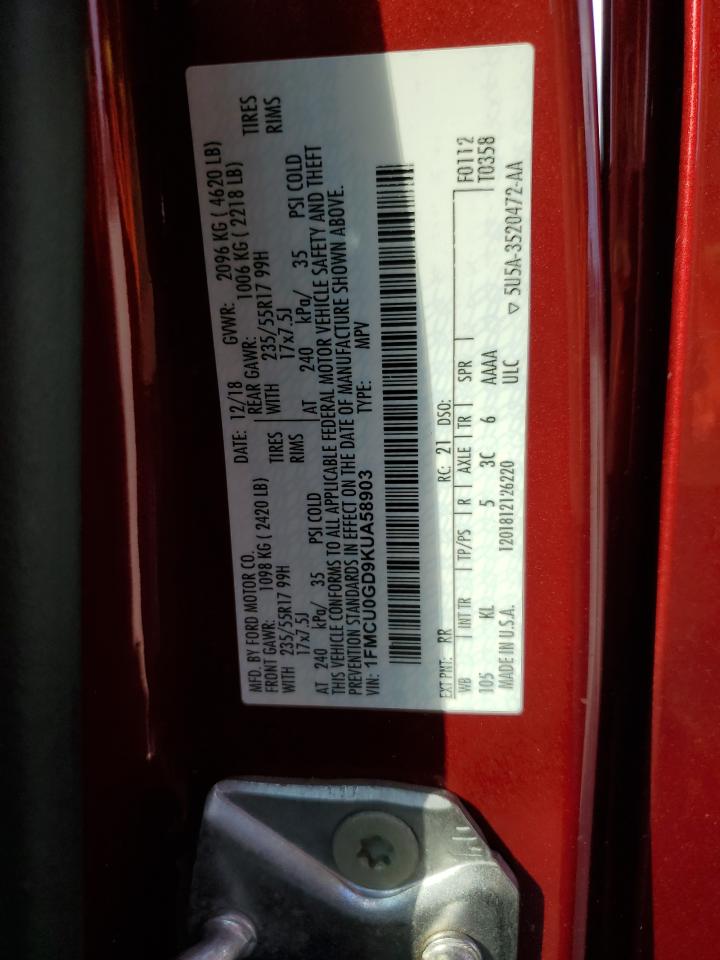 MFD. BY FORD MOTOR CO. DATE: 12/18 GVWR: 2096 KG ( 4620 LB)
FRONT GAWR: 1098 KG ( 2420 LB) REAR GAWR: 1006 KG ( 2218 LB)
WITH 235/55R17 99H TIRES WITH 235/55R17 99H TIRES
17x7.5J RIMS 17x7.5J RIMS
AT 240 kPa/ 35 PSI COLD AT 240 kPa/ 35 PSI COLD
THIS VEHICLE CONFORMS TO ALL APPLICABLE FEDERAL MOTOR VEHICLE SAFETY AND THEFT
PREVENTION STANDARDS IN EFFECT ON THE DATE OF MANUFACTURE SHOWN ABOVE.
VIN: 1FMCU0GD9KUA58903 TYPE: MPV
EXT PNT: RR RC: 21 DSO: F0112
WB INT TR TP/PS R AXLE TR SPR T0358
105 KL 5 3C 6 AAAA
MADE IN U.S.A. 1201812126220 ULC ▽ 5U5A-3520472-AA